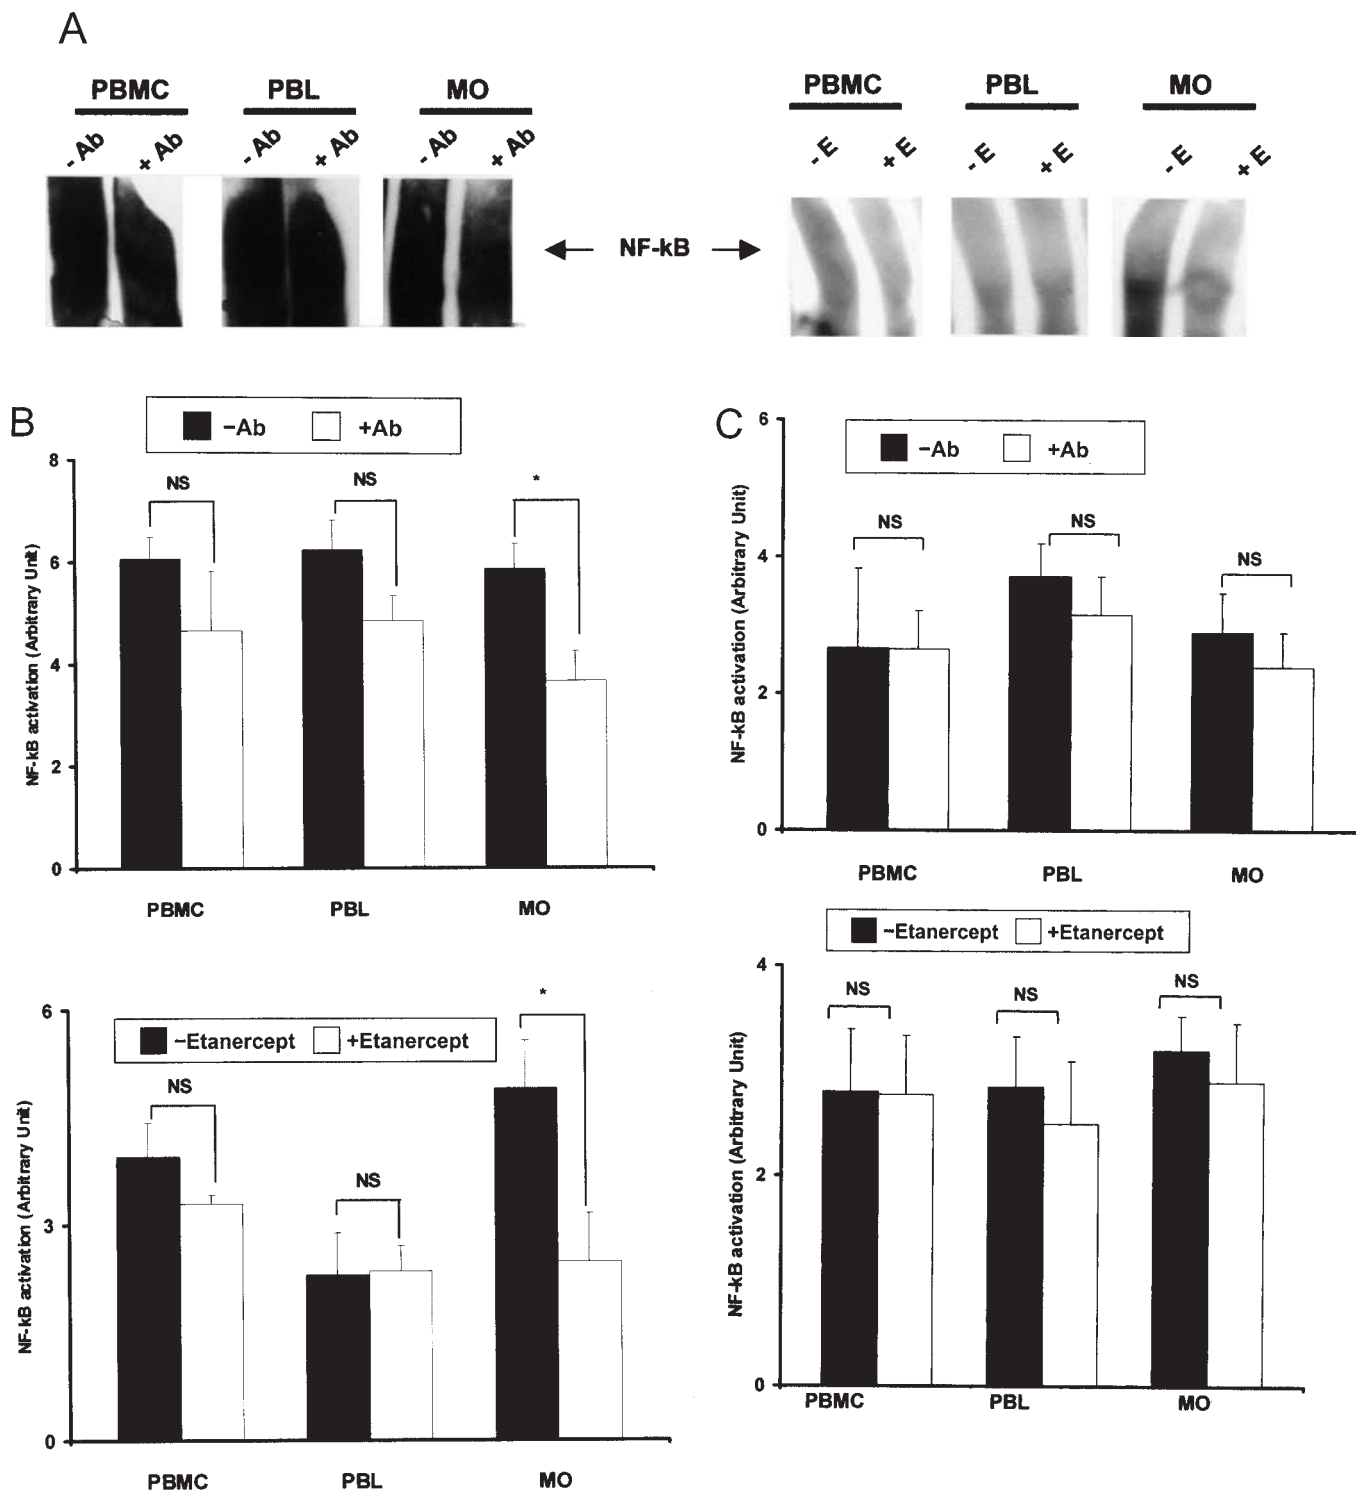 A
PBMC PBL MO
- Ab + Ab - Ab + Ab - Ab + Ab
PBMC PBL MO
- E + E - E + E - E + E
NF-kB
B
−Ab +Ab
NF-kB activation (Arbitrary Unit)
8
6
4
2
0
NS NS *
PBMC PBL MO
−Etanercept +Etanercept
NF-kB activation (Arbitrary Unit)
6
3
0
NS NS *
PBMC PBL MO
C
−Ab +Ab
NF-kB activation (Arbitrary Unit)
6
4
2
0
NS NS NS
PBMC PBL MO
−Etanercept +Etanercept
NF-kB activation (Arbitrary Unit)
4
2
0
NS NS NS
PBMC PBL MO